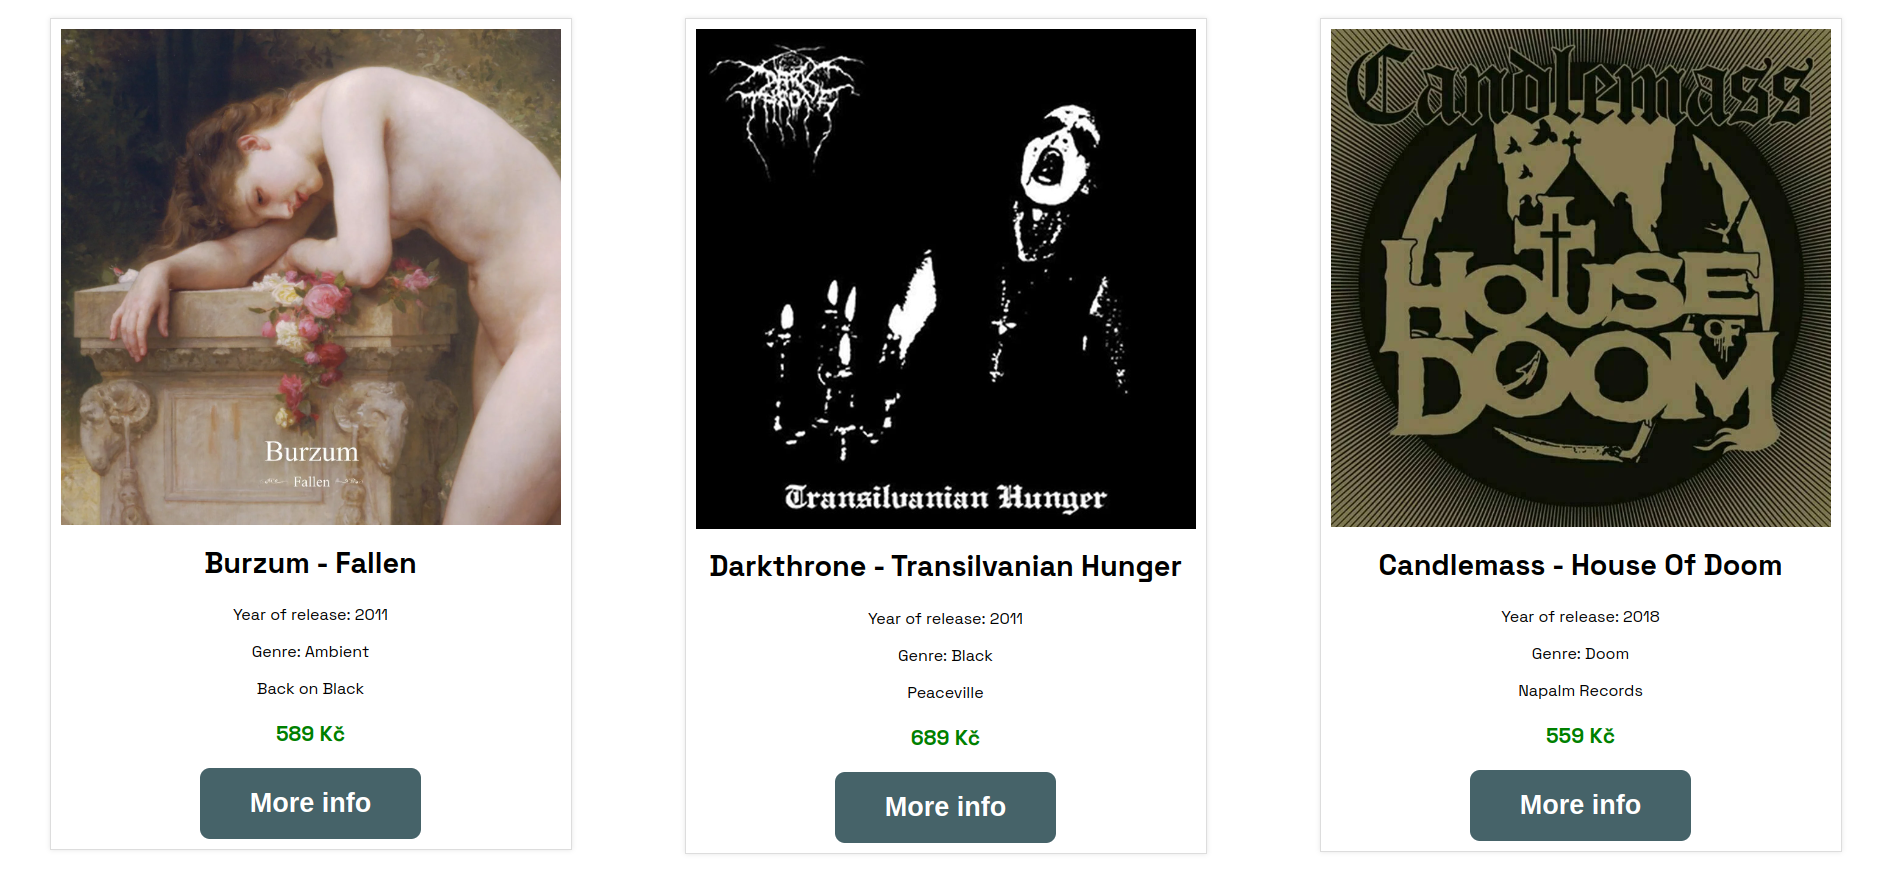 Burzum
Fallen
Burzum - Fallen
Year of release: 2011
Genre: Ambient
Back on Black
589 Kč
More info
DARK
THRONE
Transilvanian Hunger
Darkthrone - Transilvanian Hunger
Year of release: 2011
Genre: Black
Peaceville
689 Kč
More info
Candlemass
HOUSE
OF
DOOM
Candlemass - House Of Doom
Year of release: 2018
Genre: Doom
Napalm Records
559 Kč
More info